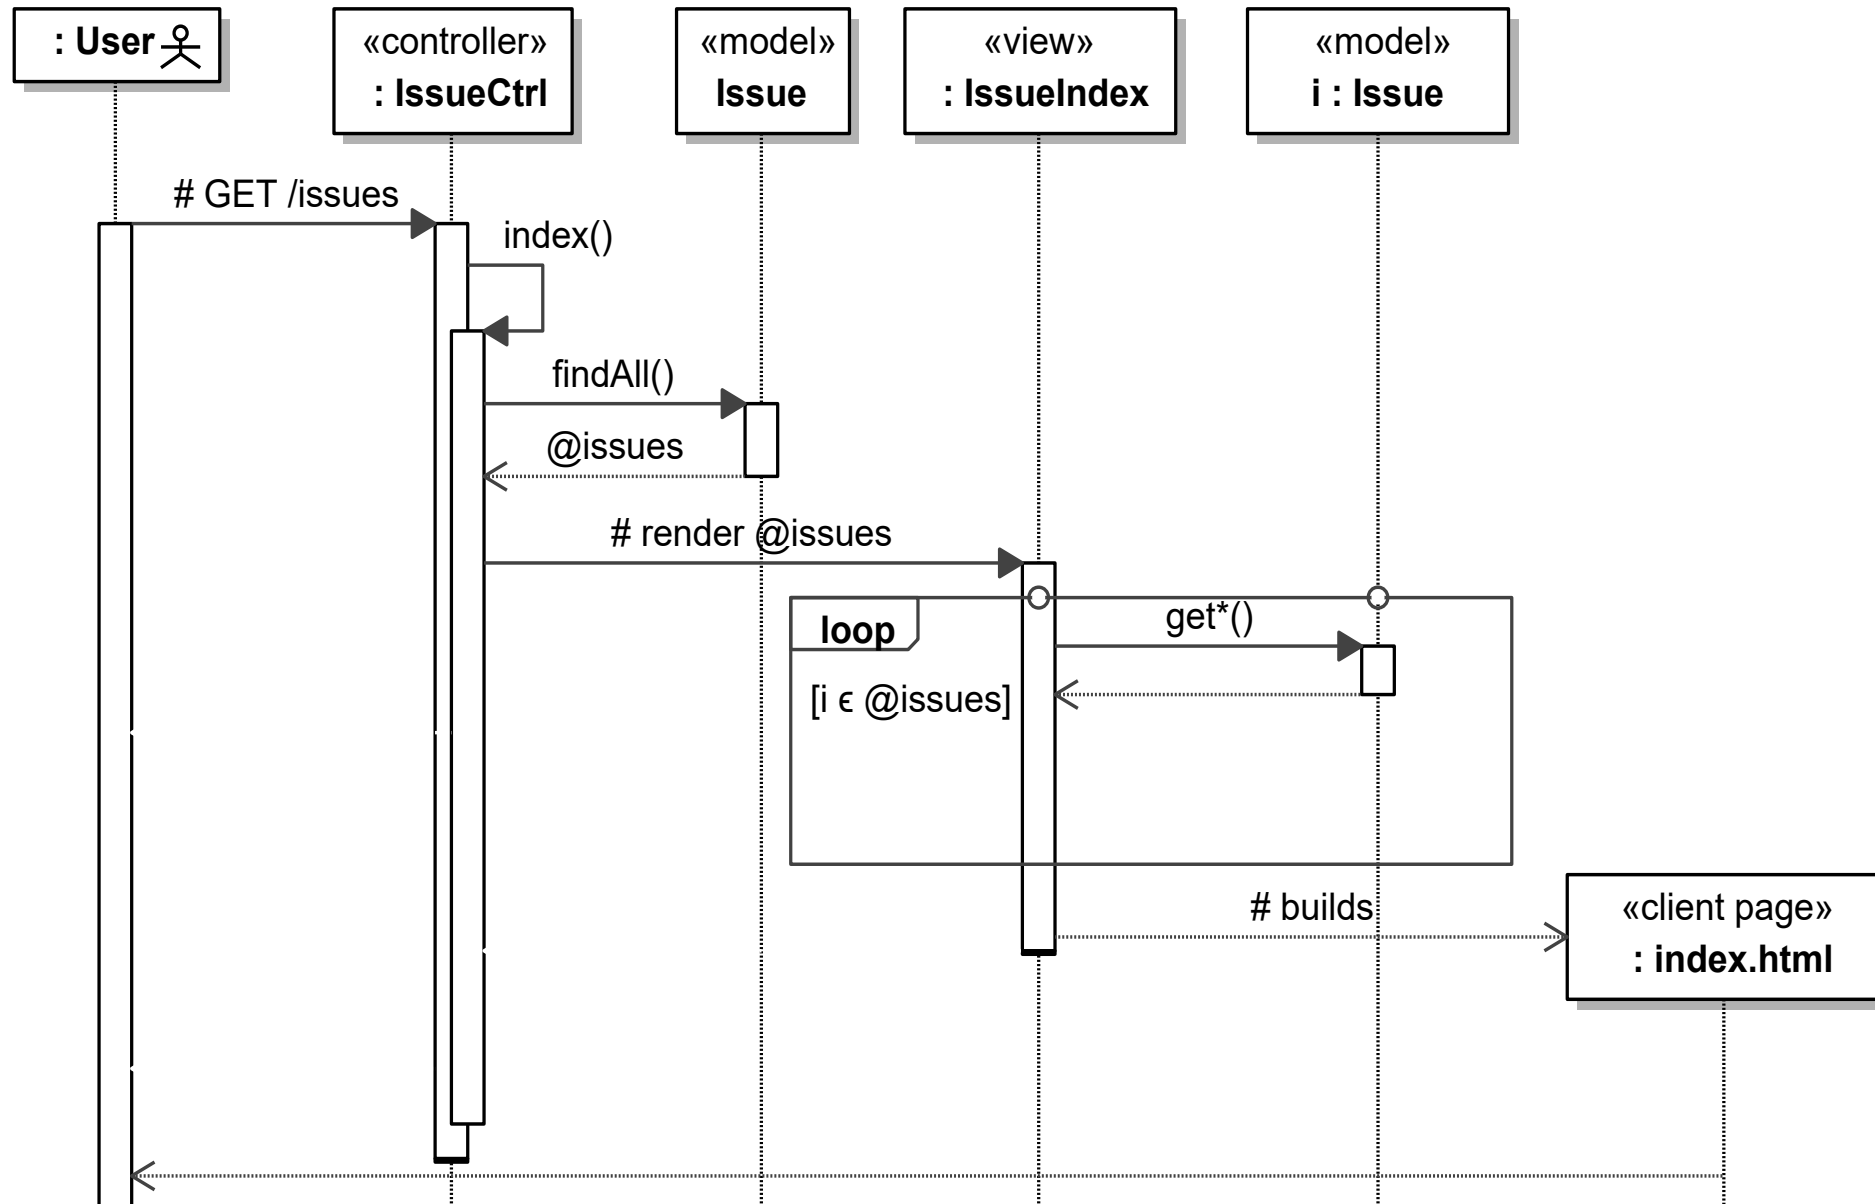 : User
«controller»
: IssueCtrl
«model»
Issue
«view»
: IssueIndex
«model»
i : Issue
# GET /issues
index()
findAll()
@issues
# render @issues
loop
get*()
[i ϵ @issues]
# builds
«client page»
: index.html